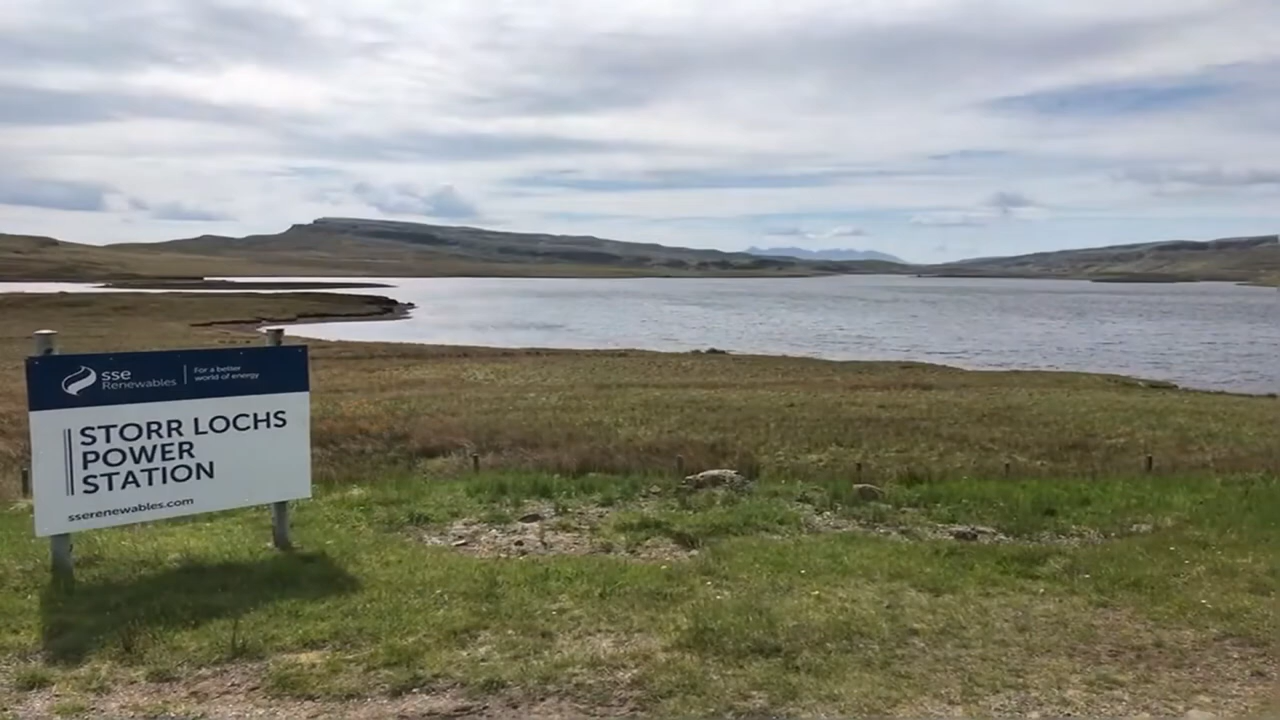 sse
Renewables
For a better
world of energy
STORR LOCHS
POWER
STATION
sserenewables.com